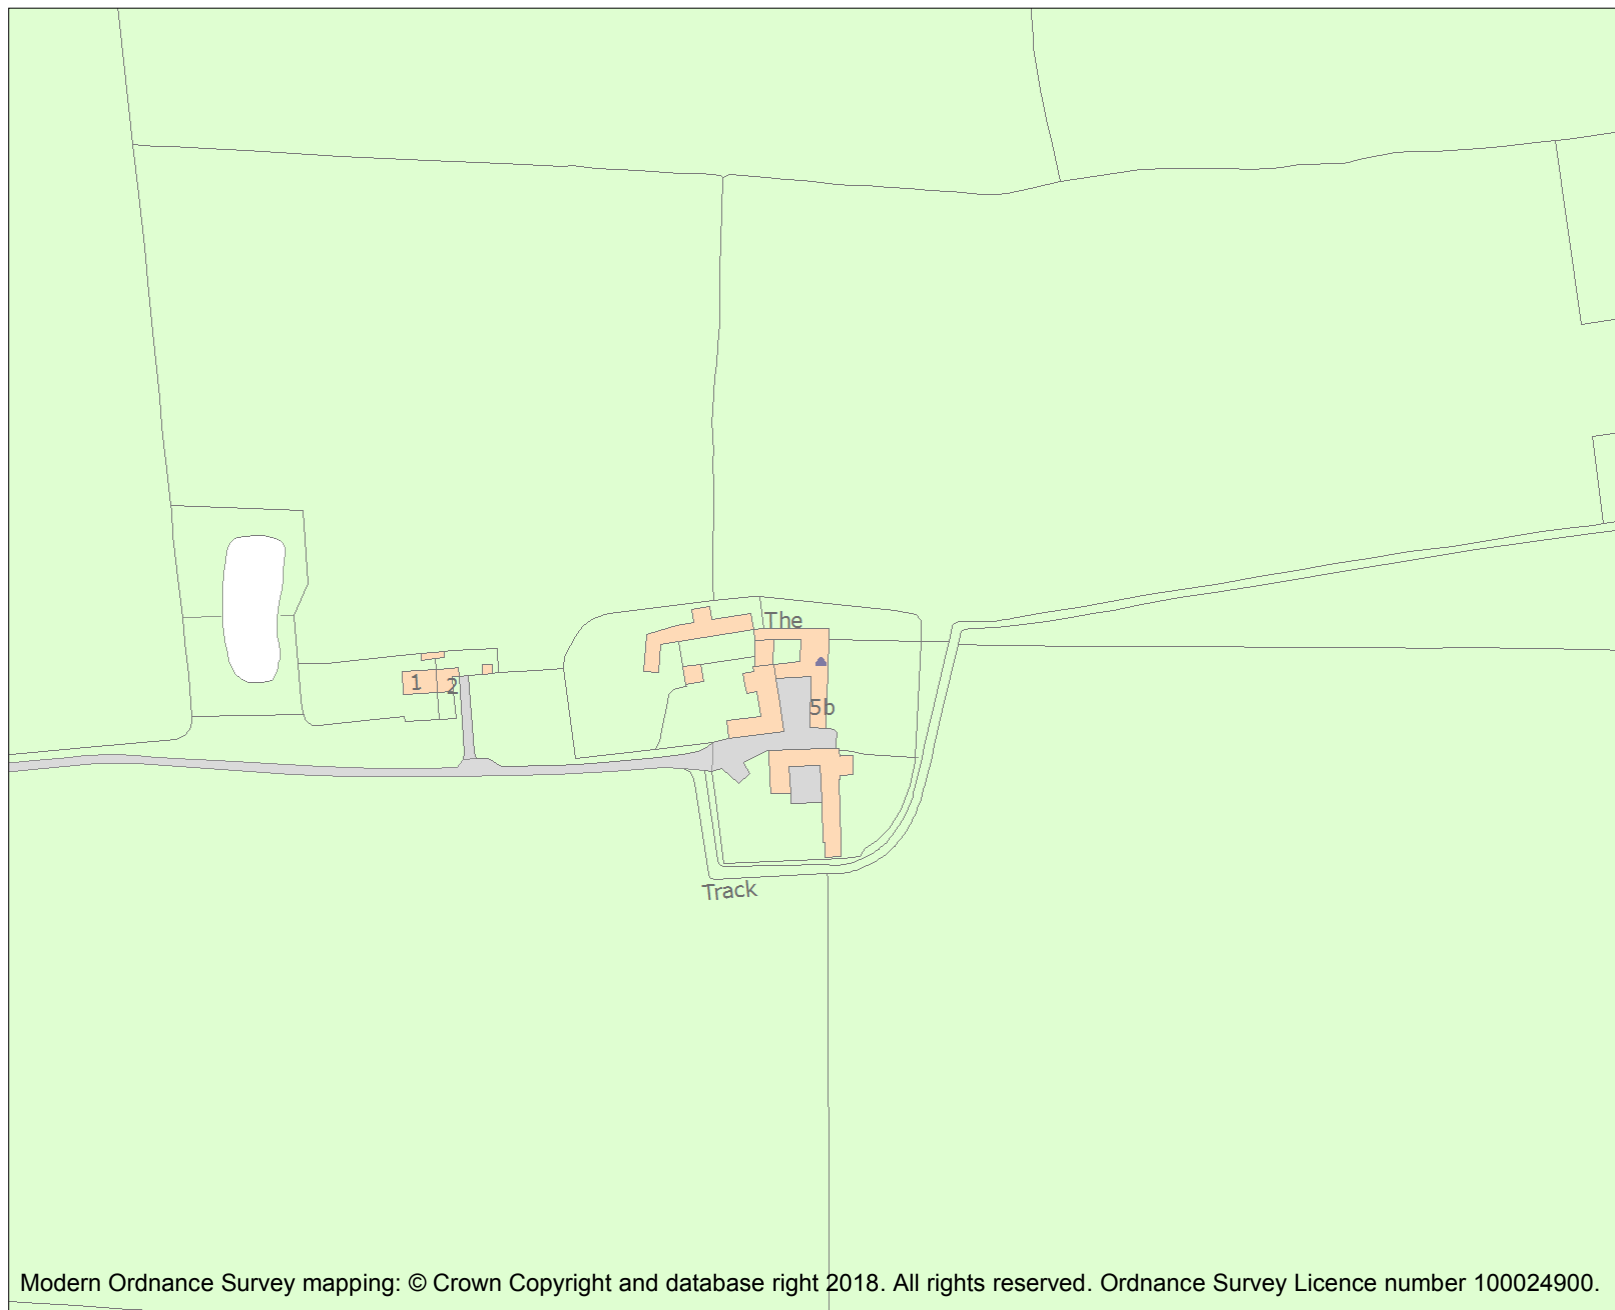 The
1
2
5b
Track
Modern Ordnance Survey mapping: © Crown Copyright and database right 2018. All rights reserved. Ordnance Survey Licence number 100024900.